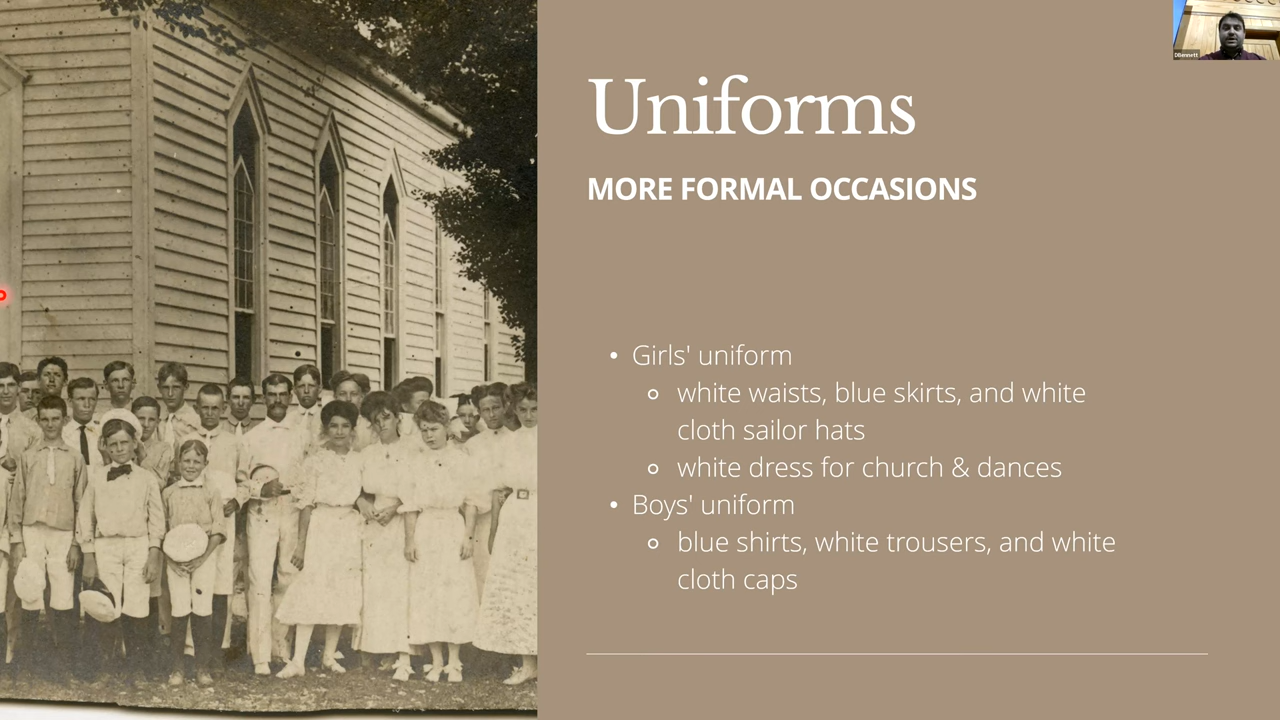 Uniforms
MORE FORMAL OCCASIONS
• Girls' uniform
white waists, blue skirts, and white
cloth sailor hats
white dress for church & dances
• Boys' uniform
blue shirts, white trousers, and white
cloth caps
DBennett